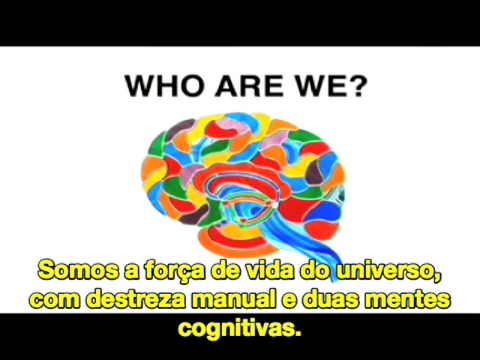 WHO ARE WE?
Somos a força de vida do universo,
com destreza manual e duas mentes
cognitivas.